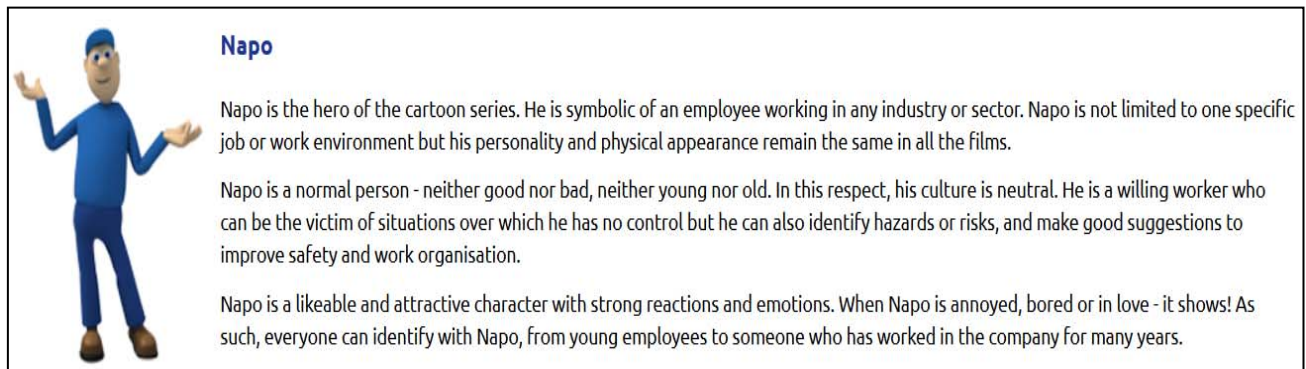 Napo
Napo is the hero of the cartoon series. He is symbolic of an employee working in any industry or sector. Napo is not limited to one specific
job or work environment but his personality and physical appearance remain the same in all the films.
Napo is a normal person - neither good nor bad, neither young nor old. In this respect, his culture is neutral. He is a willing worker who
can be the victim of situations over which he has no control but he can also identify hazards or risks, and make good suggestions to
improve safety and work organisation.
Napo is a likeable and attractive character with strong reactions and emotions. When Napo is annoyed, bored or in love - it shows! As
such, everyone can identify with Napo, from young employees to someone who has worked in the company for many years.